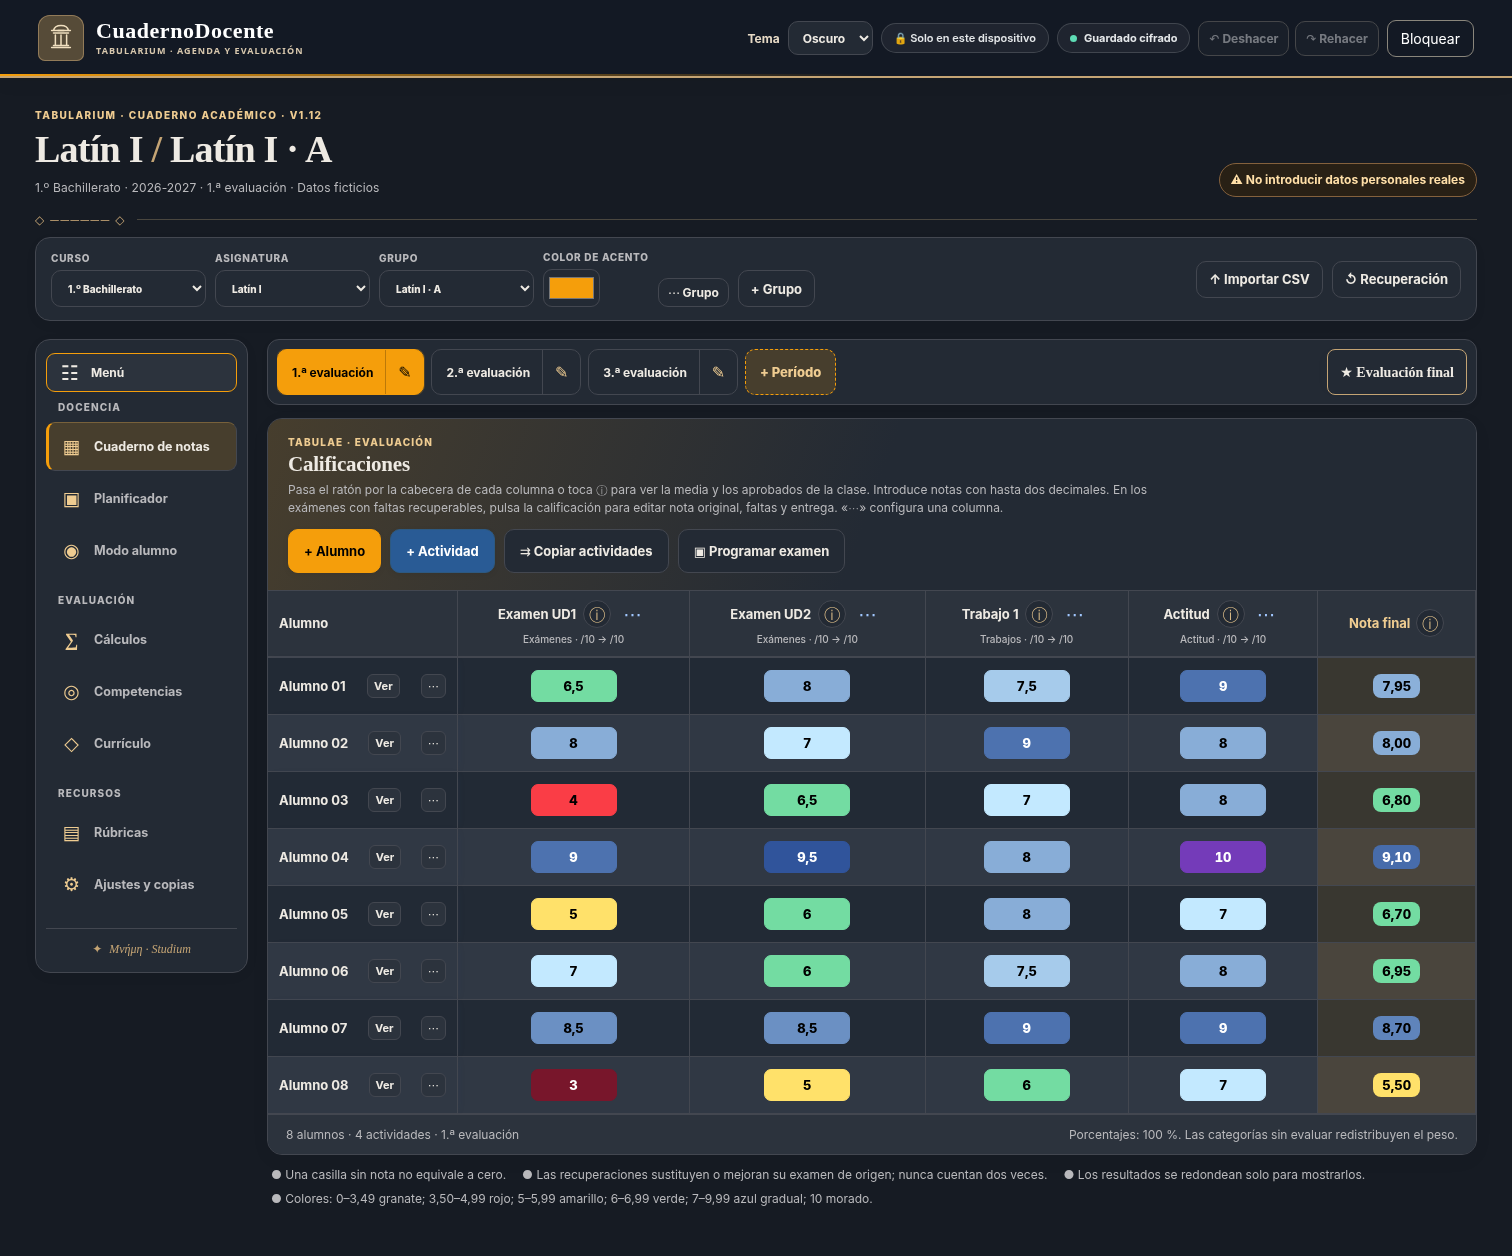 CuadernoDocente
TABULARIUM · AGENDA Y EVALUACIÓN
Tema
Oscuro
🔒 Solo en este dispositivo
Guardado cifrado
↶ Deshacer
↷ Rehacer
Bloquear
TABULARIUM · CUADERNO ACADÉMICO · V1.12
Latín I / Latín I · A
1.º Bachillerato · 2026-2027 · 1.ª evaluación · Datos ficticios
⚠ No introducir datos personales reales
CURSO
ASIGNATURA
GRUPO
COLOR DE ACENTO
1.º Bachillerato
Latín I
Latín I · A
··· Grupo
+ Grupo
↑ Importar CSV
↺ Recuperación
Menú
DOCENCIA
Cuaderno de notas
Planificador
Modo alumno
EVALUACIÓN
Cálculos
Competencias
Currículo
RECURSOS
Rúbricas
Ajustes y copias
✦ Μνήμη · Studium
1.ª evaluación ✎
2.ª evaluación ✎
3.ª evaluación ✎
+ Período
★ Evaluación final
TABULAE · EVALUACIÓN
Calificaciones
Pasa el ratón por la cabecera de cada columna o toca ⓘ para ver la media y los aprobados de la clase. Introduce notas con hasta dos decimales. En los
exámenes con faltas recuperables, pulsa la calificación para editar nota original, faltas y entrega. «···» configura una columna.
+ Alumno
+ Actividad
⇉ Copiar actividades
▣ Programar examen
Alumno
Examen UD1 ⓘ ···
Exámenes · /10 → /10
Examen UD2 ⓘ ···
Exámenes · /10 → /10
Trabajo 1 ⓘ ···
Trabajos · /10 → /10
Actitud ⓘ ···
Actitud · /10 → /10
Nota final ⓘ
Alumno 01 Ver ··· 6,5 8 7,5 9 7,95
Alumno 02 Ver ··· 8 7 9 8 8,00
Alumno 03 Ver ··· 4 6,5 7 8 6,80
Alumno 04 Ver ··· 9 9,5 8 10 9,10
Alumno 05 Ver ··· 5 6 8 7 6,70
Alumno 06 Ver ··· 7 6 7,5 8 6,95
Alumno 07 Ver ··· 8,5 8,5 9 9 8,70
Alumno 08 Ver ··· 3 5 6 7 5,50
8 alumnos · 4 actividades · 1.ª evaluación
Porcentajes: 100 %. Las categorías sin evaluar redistribuyen el peso.
● Una casilla sin nota no equivale a cero. ● Las recuperaciones sustituyen o mejoran su examen de origen; nunca cuentan dos veces. ● Los resultados se redondean solo para mostrarlos.
● Colores: 0–3,49 granate; 3,50–4,99 rojo; 5–5,99 amarillo; 6–6,99 verde; 7–9,99 azul gradual; 10 morado.